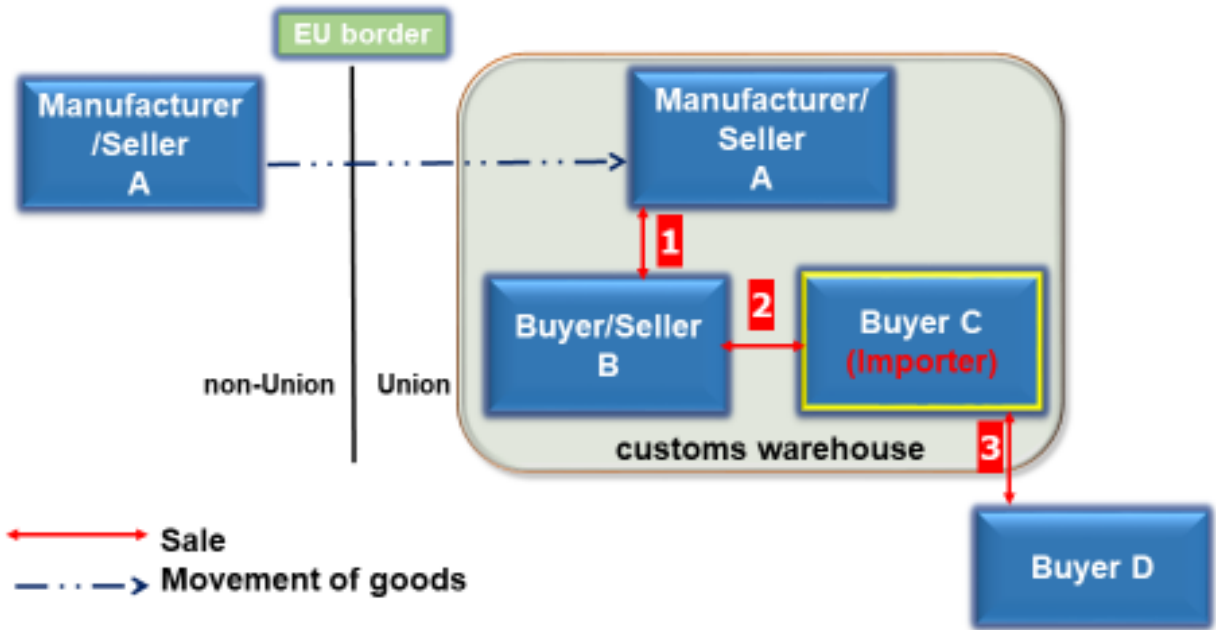 EU border
Manufacturer
/Seller
A
Manufacturer/
Seller
A
1
Buyer/Seller
B
2
Buyer C
(Importer)
non-Union
Union
customs warehouse
3
Sale
Movement of goods
Buyer D